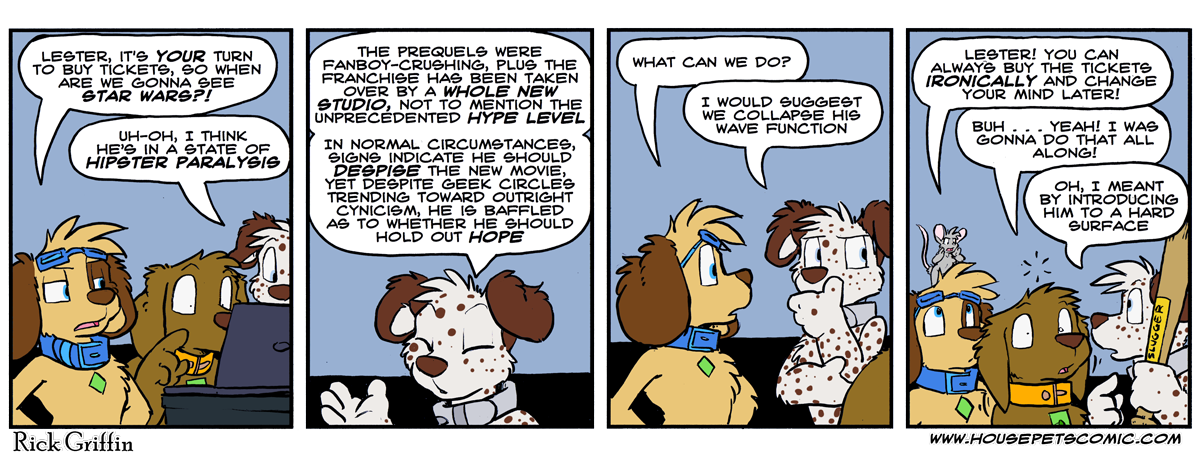 LESTER, IT'S YOUR TURN
TO BUY TICKETS, SO WHEN
ARE WE GONNA SEE
STAR WARS?!
UH-OH, I THINK
HE'S IN A STATE OF
HIPSTER PARALYSIS
THE PREQUELS WERE
FANBOY-CRUSHING, PLUS THE
FRANCHISE HAS BEEN TAKEN
OVER BY A WHOLE NEW
STUDIO, NOT TO MENTION THE
UNPRECEDENTED HYPE LEVEL
IN NORMAL CIRCUMSTANCES,
SIGNS INDICATE HE SHOULD
DESPISE THE NEW MOVIE,
YET DESPITE GEEK CIRCLES
TRENDING TOWARD OUTRIGHT
CYNICISM, HE IS BAFFLED
AS TO WHETHER HE SHOULD
HOLD OUT HOPE
WHAT CAN WE DO?
I WOULD SUGGEST
WE COLLAPSE HIS
WAVE FUNCTION
LESTER! YOU CAN
ALWAYS BUY THE TICKETS
IRONICALLY AND CHANGE
YOUR MIND LATER!
BUH . . . YEAH! I WAS
GONNA DO THAT ALL
ALONG!
OH, I MEANT
BY INTRODUCING
HIM TO A HARD
SURFACE
SLUGGER
Rick Griffin
WWW.HOUSEPETSCOMIC.COM